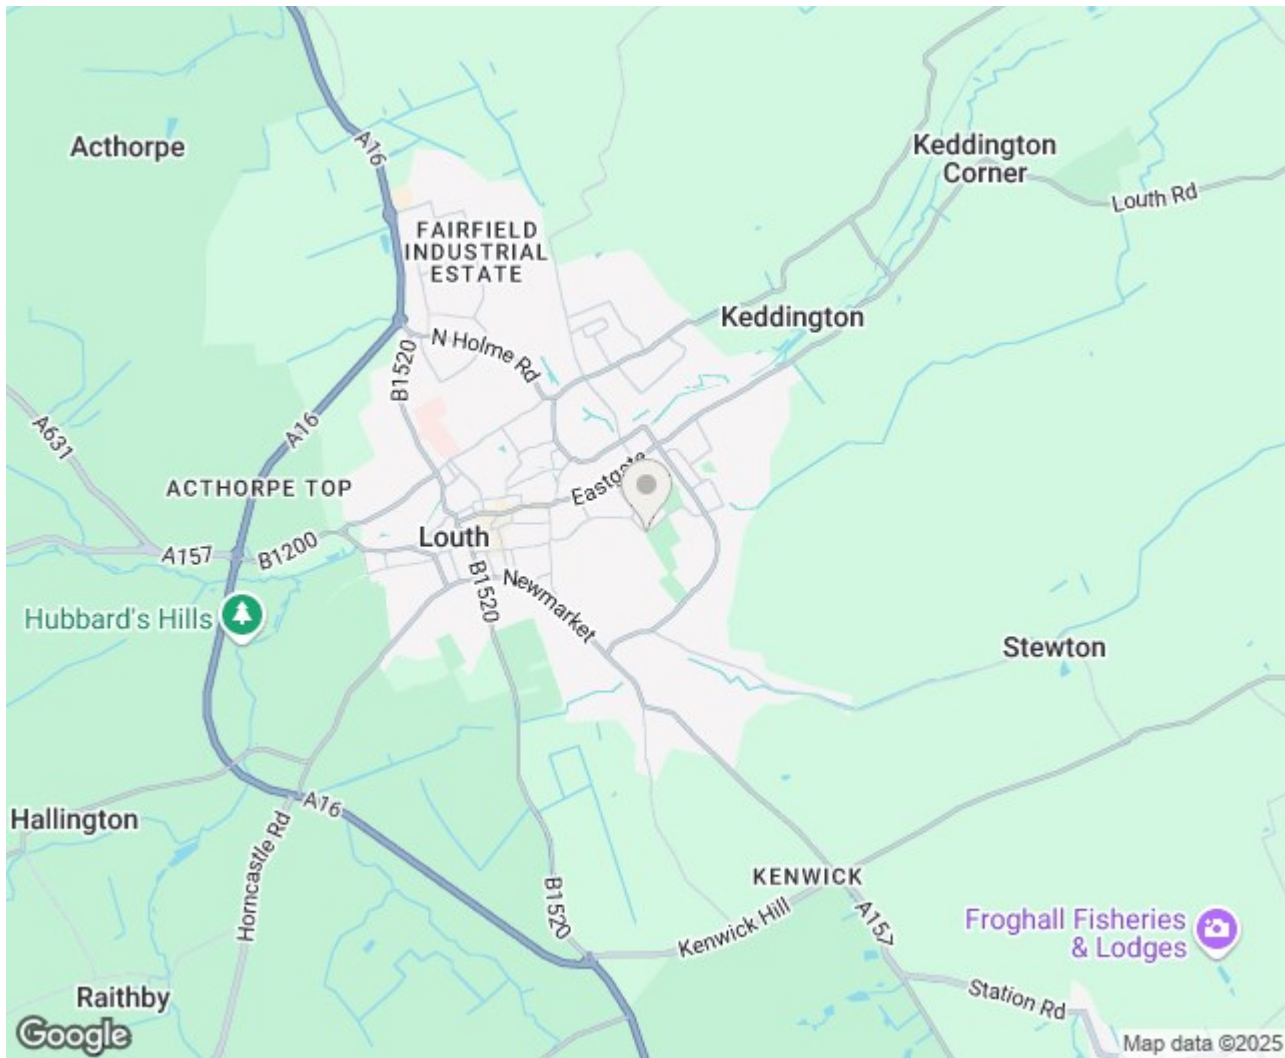 Acthorpe
A16
Keddington
Corner
Louth Rd
FAIRFIELD
INDUSTRIAL
ESTATE
Keddington
N Holme Rd
B1520
A631
A16
Eastgate
ACTHORPE TOP
Louth
A157
B1200
B1520
Newmarket
Hubbard's Hills
Stewton
A16
Hallington
Horncastle Rd
KENWICK
B1520
Kenwick Hill
A157
Froghall Fisheries
& Lodges
Raithby
Station Rd
Google
Map data ©2025